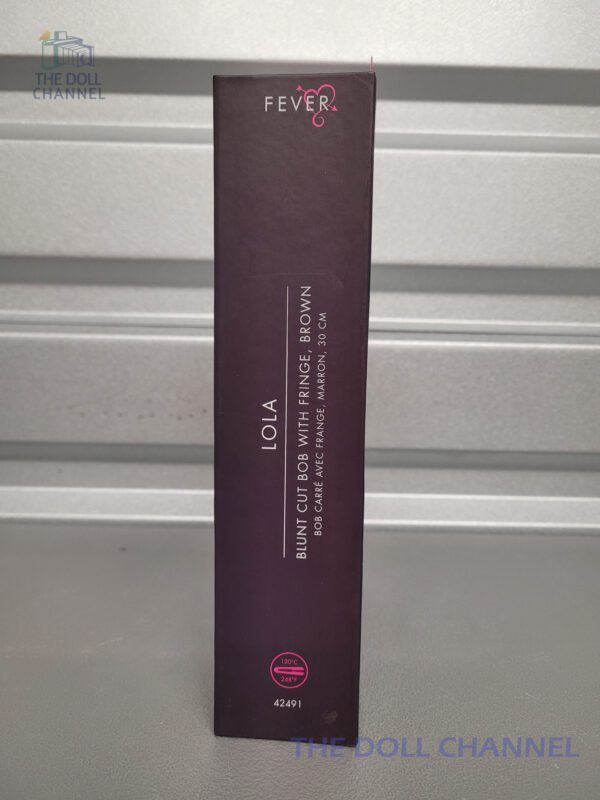 THE DOLL
CHANNEL
FEVER
LOLA
BLUNT CUT BOB WITH FRINGE, BROWN
BOB CARRÉ AVEC FRANGE, MARRON, 30 CM
120°C
248°F
42491
THE DOLL CHANNEL